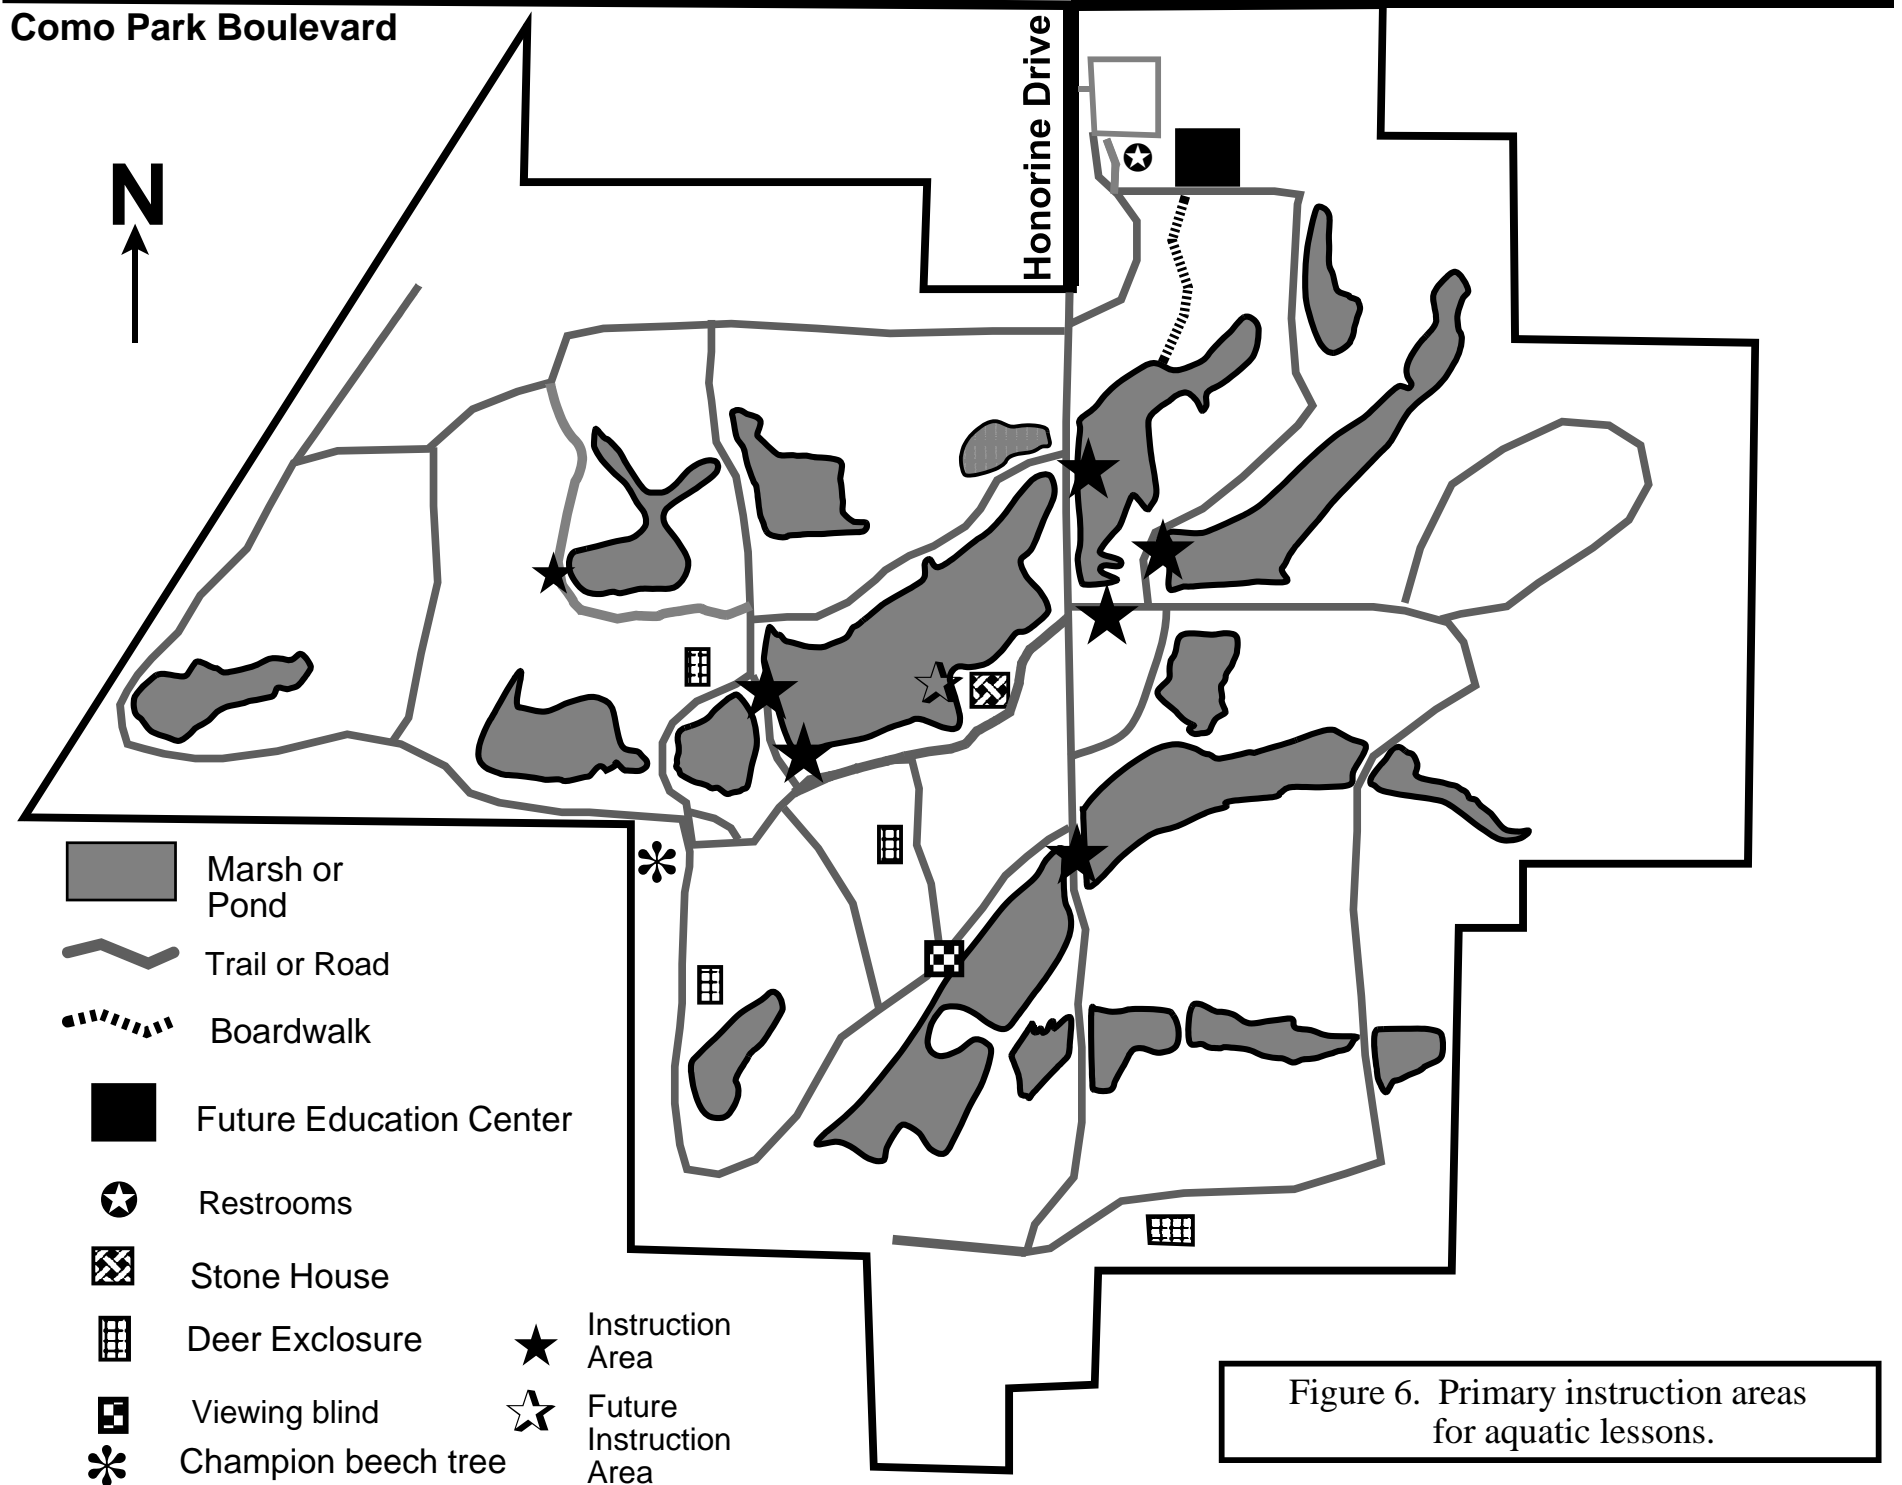 Como Park Boulevard
Honorine Drive
N
Marsh or
Pond
Trail or Road
Boardwalk
Future Education Center
Restrooms
Stone House
Deer Exclosure
Viewing blind
Champion beech tree
Instruction
Area
Future
Instruction
Area
Figure 6. Primary instruction areas
for aquatic lessons.